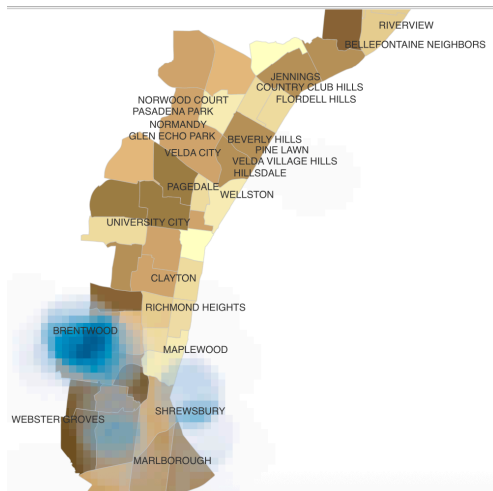 RIVERVIEW
BELLEFONTAINE NEIGHBORS
JENNINGS
COUNTRY CLUB HILLS
FLORDELL HILLS
NORWOOD COURT
PASADENA PARK
NORMANDY
GLEN ECHO PARK
BEVERLY HILLS
PINE LAWN
VELDA CITY
VELDA VILLAGE HILLS
HILLSDALE
PAGEDALE
WELLSTON
UNIVERSITY CITY
CLAYTON
RICHMOND HEIGHTS
BRENTWOOD
MAPLEWOOD
SHREWSBURY
WEBSTER GROVES
MARLBOROUGH